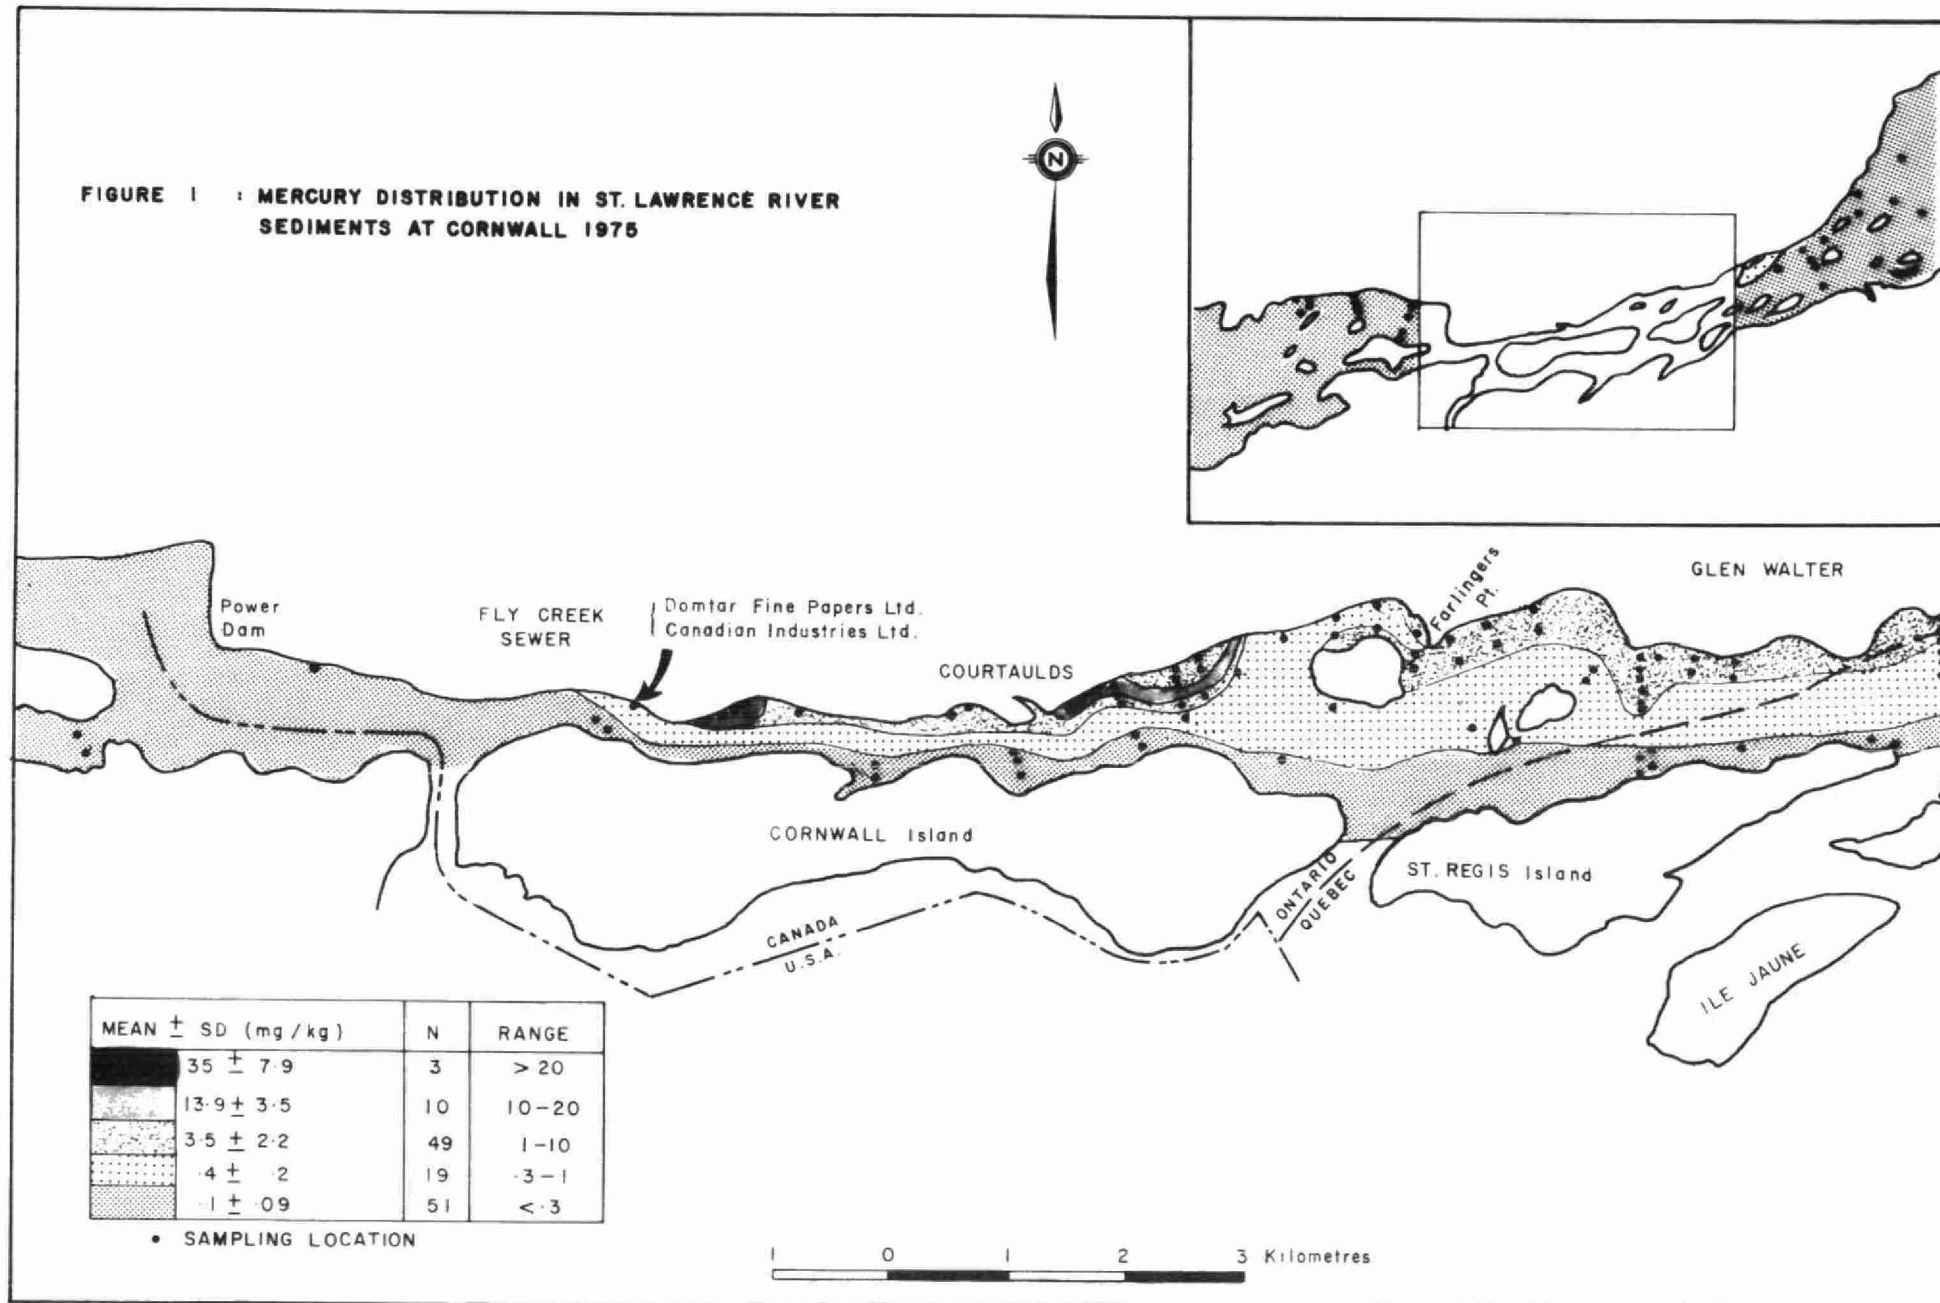 FIGURE 1 : MERCURY DISTRIBUTION IN ST. LAWRENCE RIVER
SEDIMENTS AT CORNWALL 1975
N
Power
Dam
FLY CREEK
SEWER
Domtar Fine Papers Ltd.
Canadian Industries Ltd.
COURTAULDS
Farlingers
Pt.
GLEN WALTER
CORNWALL Island
ST. REGIS Island
ONTARIO
QUEBEC
CANADA
U.S.A.
ILE JAUNE
MEAN ± SD (mg/kg) N RANGE
35 ± 7.9 3 > 20
13.9 ± 3.5 10 10-20
3.5 ± 2.2 49 1-10
.4 ± .2 19 .3-1
.1 ± .09 51 < .3
• SAMPLING LOCATION
1 0 1 2 3 Kilometres